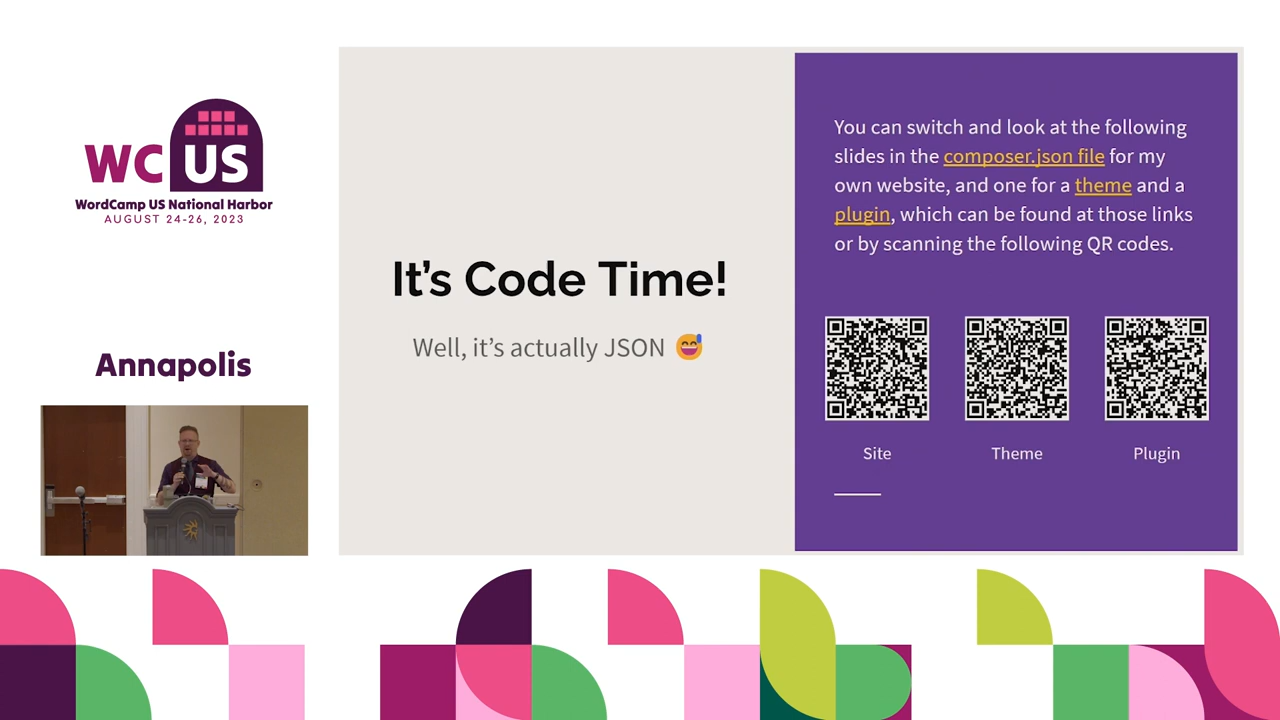 WC US
WordCamp US National Harbor
AUGUST 24-26, 2023
Annapolis
It’s Code Time!
Well, it’s actually JSON 😅
You can switch and look at the following
slides in the composer.json file for my
own website, and one for a theme and a
plugin, which can be found at those links
or by scanning the following QR codes.
Site
Theme
Plugin